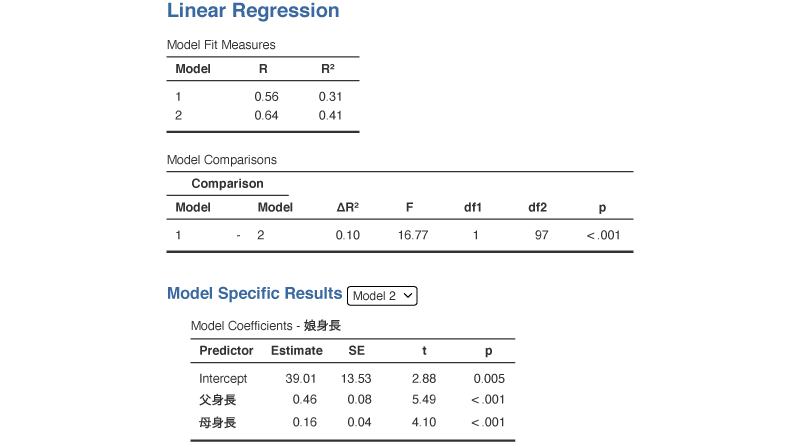 Linear Regression
Model Fit Measures
Model R R²
1 0.56 0.31
2 0.64 0.41
Model Comparisons
Comparison
Model Model ΔR² F df1 df2 p
1 - 2 0.10 16.77 1 97 < .001
Model Specific Results Model 2
Model Coefficients - 娘身長
Predictor Estimate SE t p
Intercept 39.01 13.53 2.88 0.005
父身長 0.46 0.08 5.49 < .001
母身長 0.16 0.04 4.10 < .001